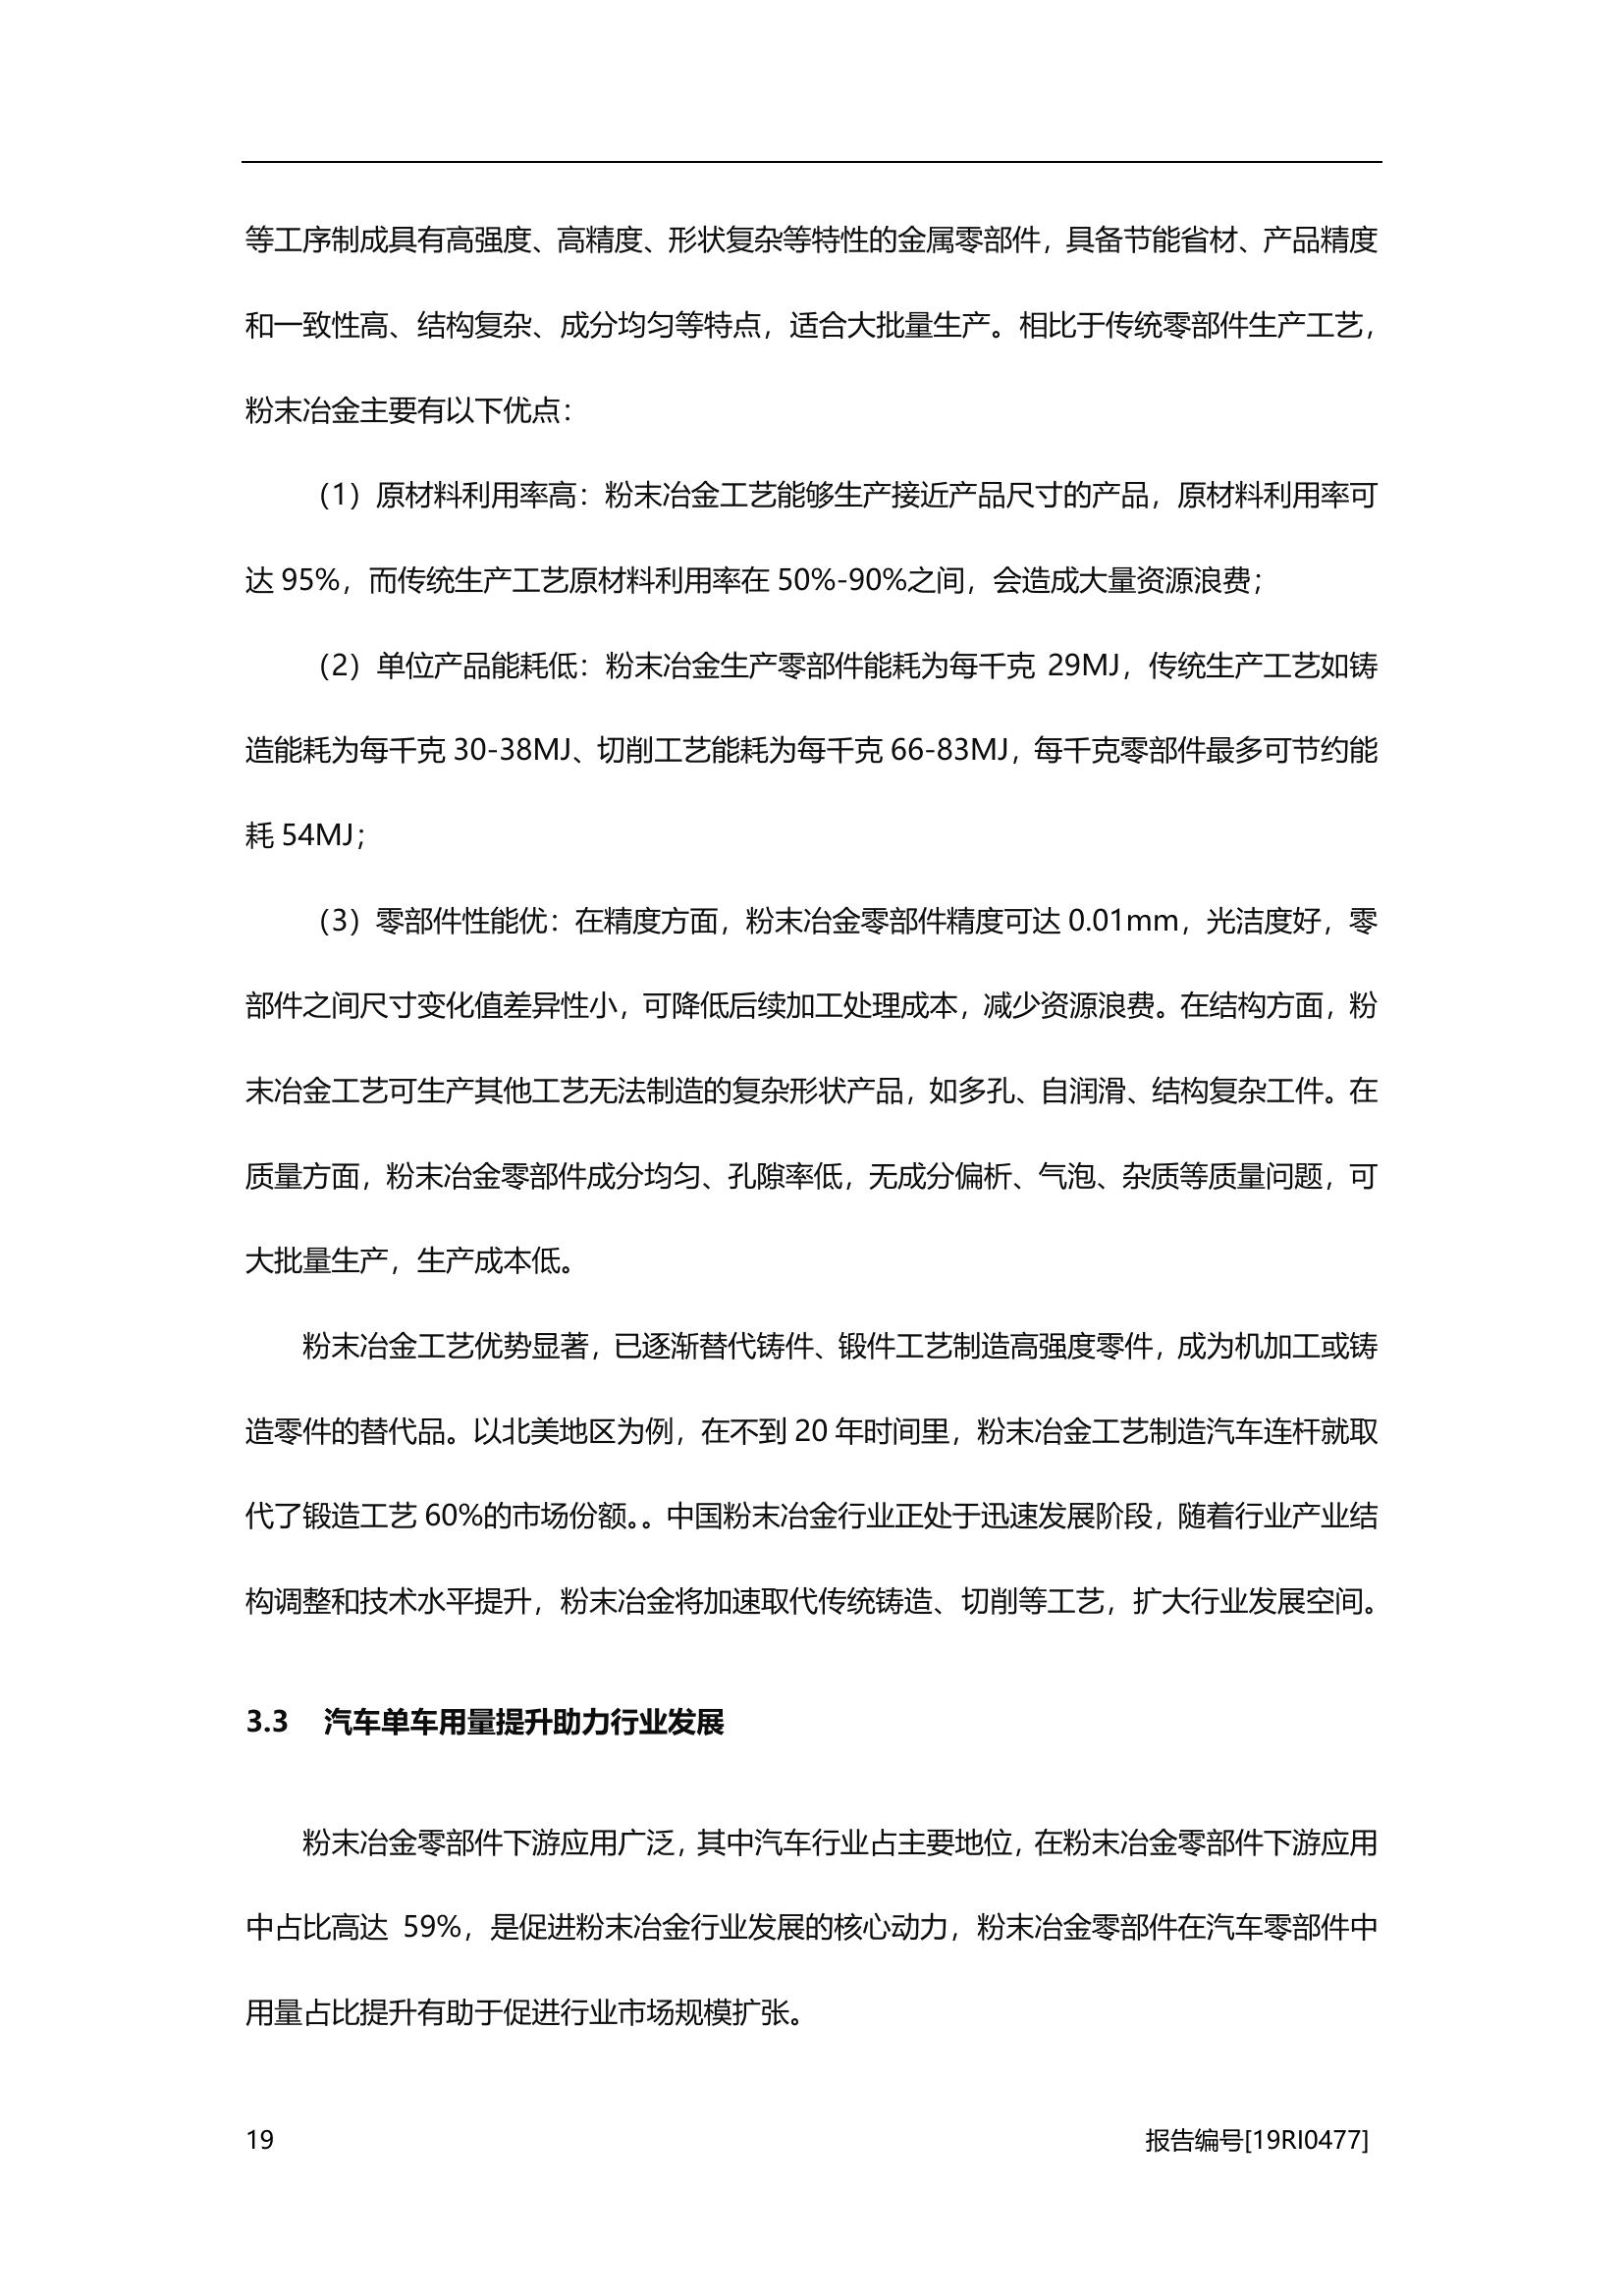 等工序制成具有高强度、高精度、形状复杂等特性的金属零部件，具备节能省材、产品精度
和一致性高、结构复杂、成分均匀等特点，适合大批量生产。相比于传统零部件生产工艺，
粉末冶金主要有以下优点：
（1）原材料利用率高：粉末冶金工艺能够生产接近产品尺寸的产品，原材料利用率可
达 95%，而传统生产工艺原材料利用率在 50%-90%之间，会造成大量资源浪费；
（2）单位产品能耗低：粉末冶金生产零部件能耗为每千克 29MJ，传统生产工艺如铸
造能耗为每千克 30-38MJ、切削工艺能耗为每千克 66-83MJ，每千克零部件最多可节约能
耗 54MJ；
（3）零部件性能优：在精度方面，粉末冶金零部件精度可达 0.01mm，光洁度好，零
部件之间尺寸变化值差异性小，可降低后续加工处理成本，减少资源浪费。在结构方面，粉
末冶金工艺可生产其他工艺无法制造的复杂形状产品，如多孔、自润滑、结构复杂工件。在
质量方面，粉末冶金零部件成分均匀、孔隙率低，无成分偏析、气泡、杂质等质量问题，可
大批量生产，生产成本低。
粉末冶金工艺优势显著，已逐渐替代铸件、锻件工艺制造高强度零件，成为机加工或铸
造零件的替代品。以北美地区为例，在不到 20 年时间里，粉末冶金工艺制造汽车连杆就取
代了锻造工艺 60%的市场份额。。中国粉末冶金行业正处于迅速发展阶段，随着行业产业结
构调整和技术水平提升，粉末冶金将加速取代传统铸造、切削等工艺，扩大行业发展空间。
3.3 汽车单车用量提升助力行业发展
粉末冶金零部件下游应用广泛，其中汽车行业占主要地位，在粉末冶金零部件下游应用
中占比高达 59%，是促进粉末冶金行业发展的核心动力，粉末冶金零部件在汽车零部件中
用量占比提升有助于促进行业市场规模扩张。
19 报告编号[19RI0477]